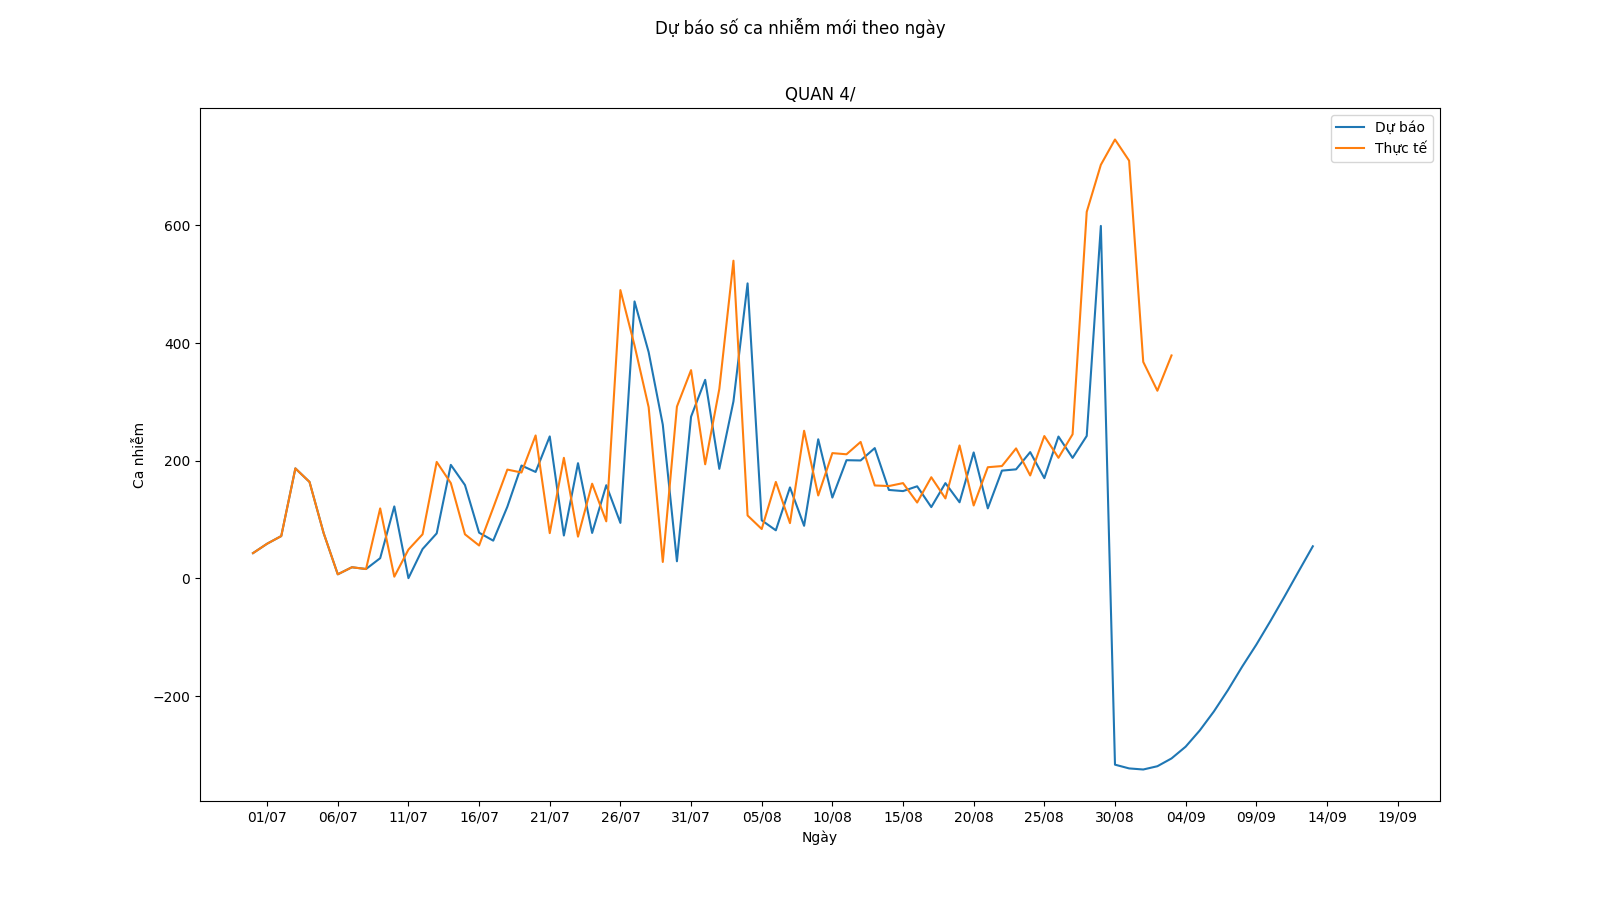 Dự báo số ca nhiễm mới theo ngày
QUAN 4/
Dự báo
Thực tế
600
400
200
0
−200
Ca nhiễm
01/07 06/07 11/07 16/07 21/07 26/07 31/07 05/08 10/08 15/08 20/08 25/08 30/08 04/09 09/09 14/09 19/09
Ngày